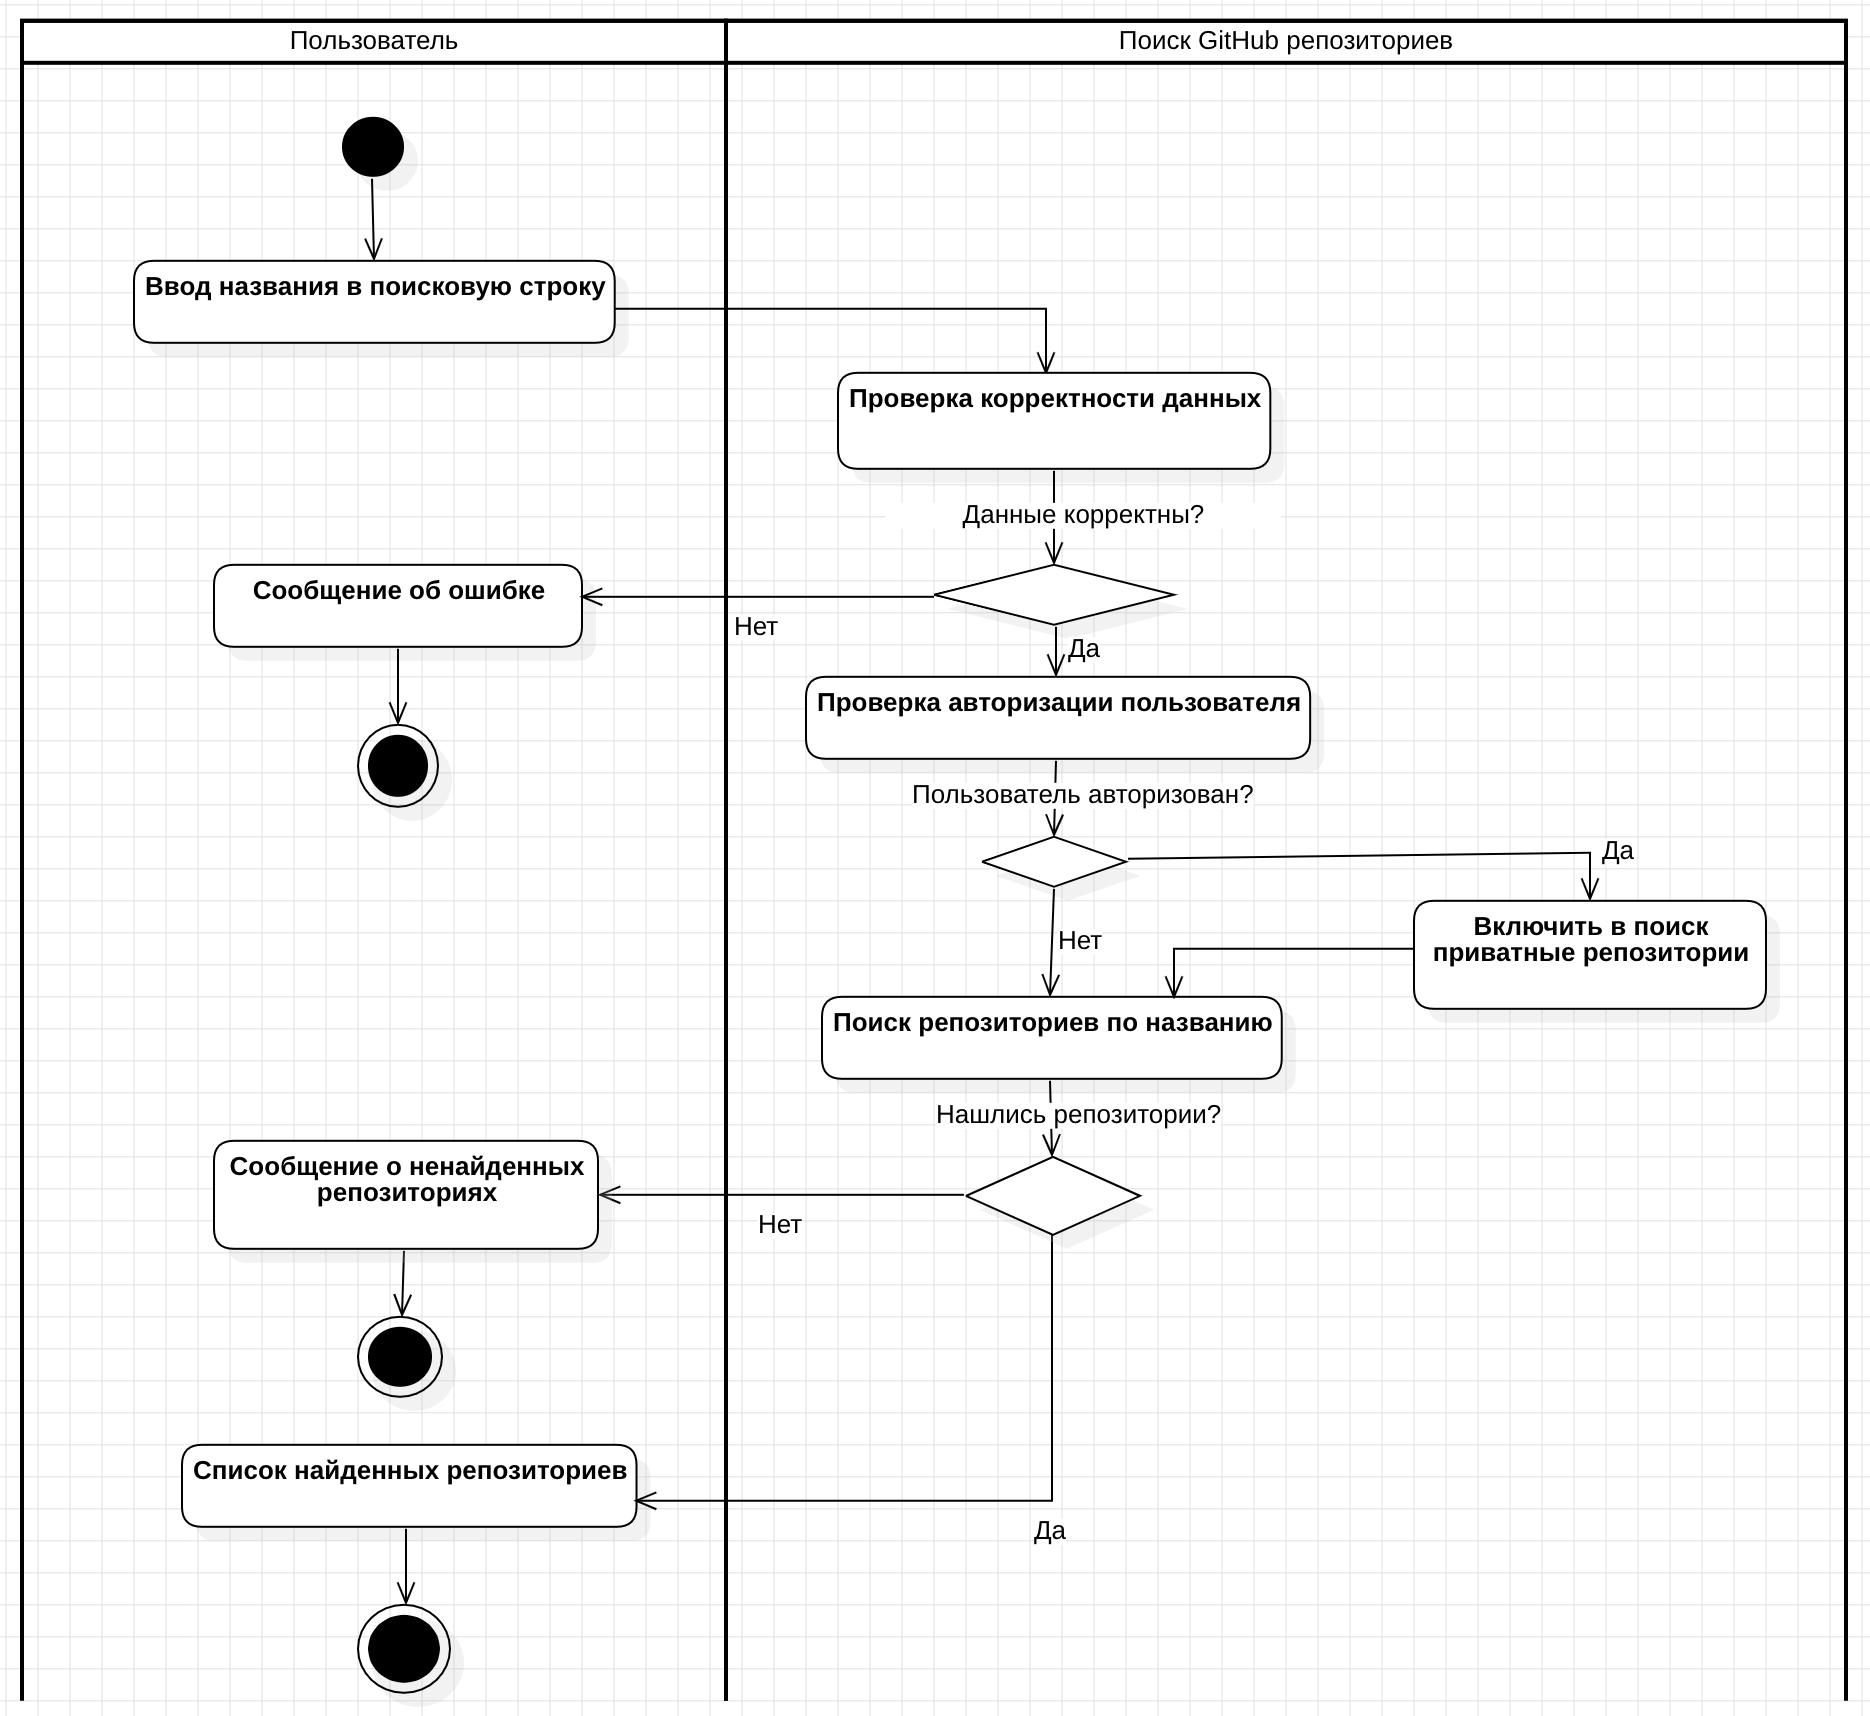 Пользователь
Поиск GitHub репозиториев
Ввод названия в поисковую строку
Проверка корректности данных
Данные корректны?
Сообщение об ошибке
Нет
Да
Проверка авторизации пользователя
Пользователь авторизован?
Да
Включить в поиск
приватные репозитории
Нет
Поиск репозиториев по названию
Нашлись репозитории?
Сообщение о ненайденных
репозиториях
Нет
Список найденных репозиториев
Да